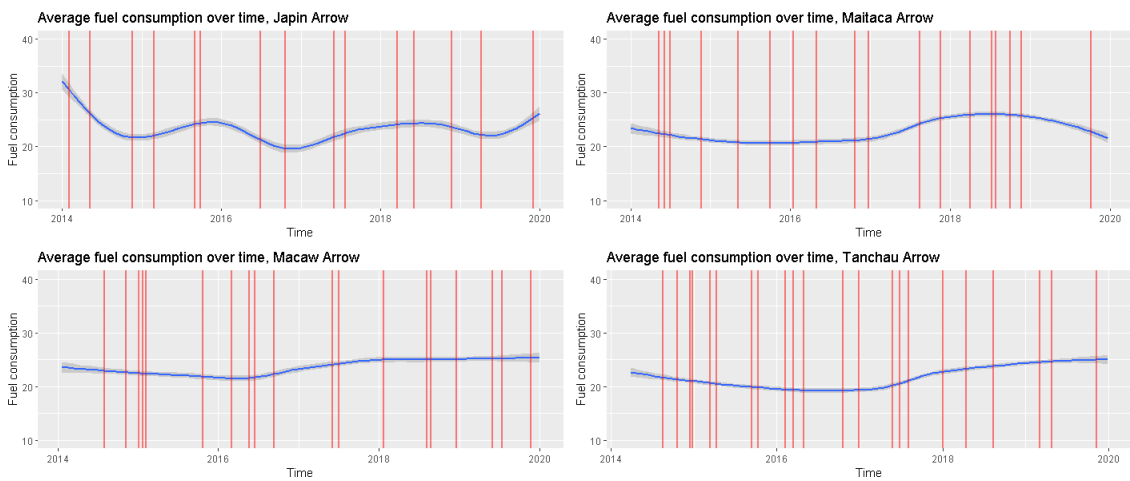 Average fuel consumption over time, Japin Arrow
40
30
20
10
Fuel consumption
2014 2016 2018 2020
Time
Average fuel consumption over time, Maitaca Arrow
40
30
20
10
Fuel consumption
2014 2016 2018 2020
Time
Average fuel consumption over time, Macaw Arrow
40
30
20
10
Fuel consumption
2014 2016 2018 2020
Time
Average fuel consumption over time, Tanchau Arrow
40
30
20
10
Fuel consumption
2014 2016 2018 2020
Time